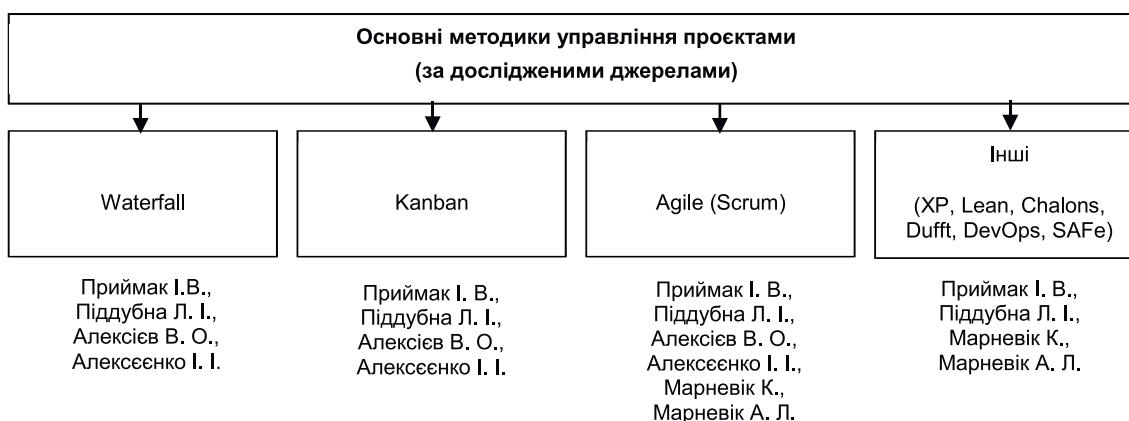 Основні методики управління проєктами
(за дослідженими джерелами)
Waterfall
Kanban
Agile (Scrum)
Інші
(XP, Lean, Chalons,
Dufft, DevOps, SAFe)
Приймак І.В.,
Піддубна Л. І.,
Алексієв В. О.,
Алексєєнко І. І.
Приймак І. В.,
Піддубна Л. І.,
Алексієв В. О.,
Алексєєнко І. І.
Приймак І. В.,
Піддубна Л. І.,
Алексієв В. О.,
Алексєєнко І. І.,
Марневік К.,
Марневік А. Л.
Приймак І. В.,
Піддубна Л. І.,
Марневік К.,
Марневік А. Л.